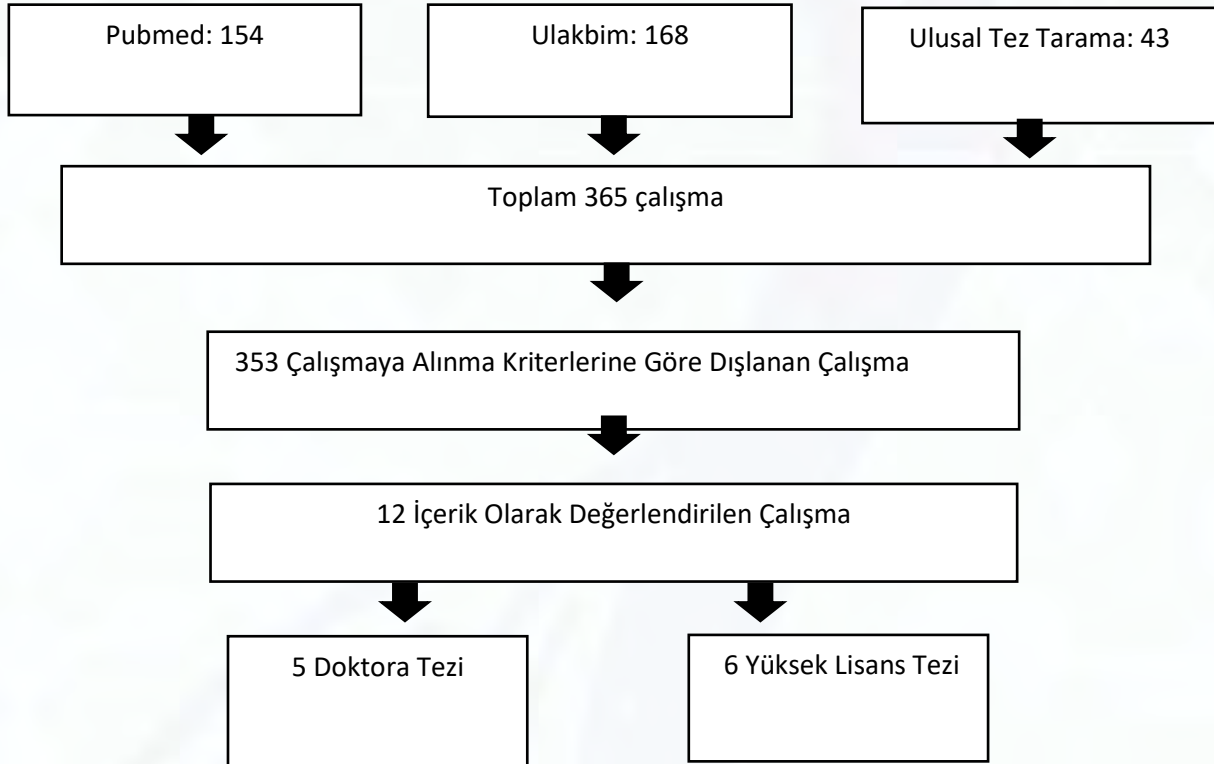 Pubmed: 154
Ulakbim: 168
Ulusal Tez Tarama: 43
Toplam 365 çalışma
353 Çalışmaya Alınma Kriterlerine Göre Dışlanan Çalışma
12 İçerik Olarak Değerlendirilen Çalışma
5 Doktora Tezi
6 Yüksek Lisans Tezi